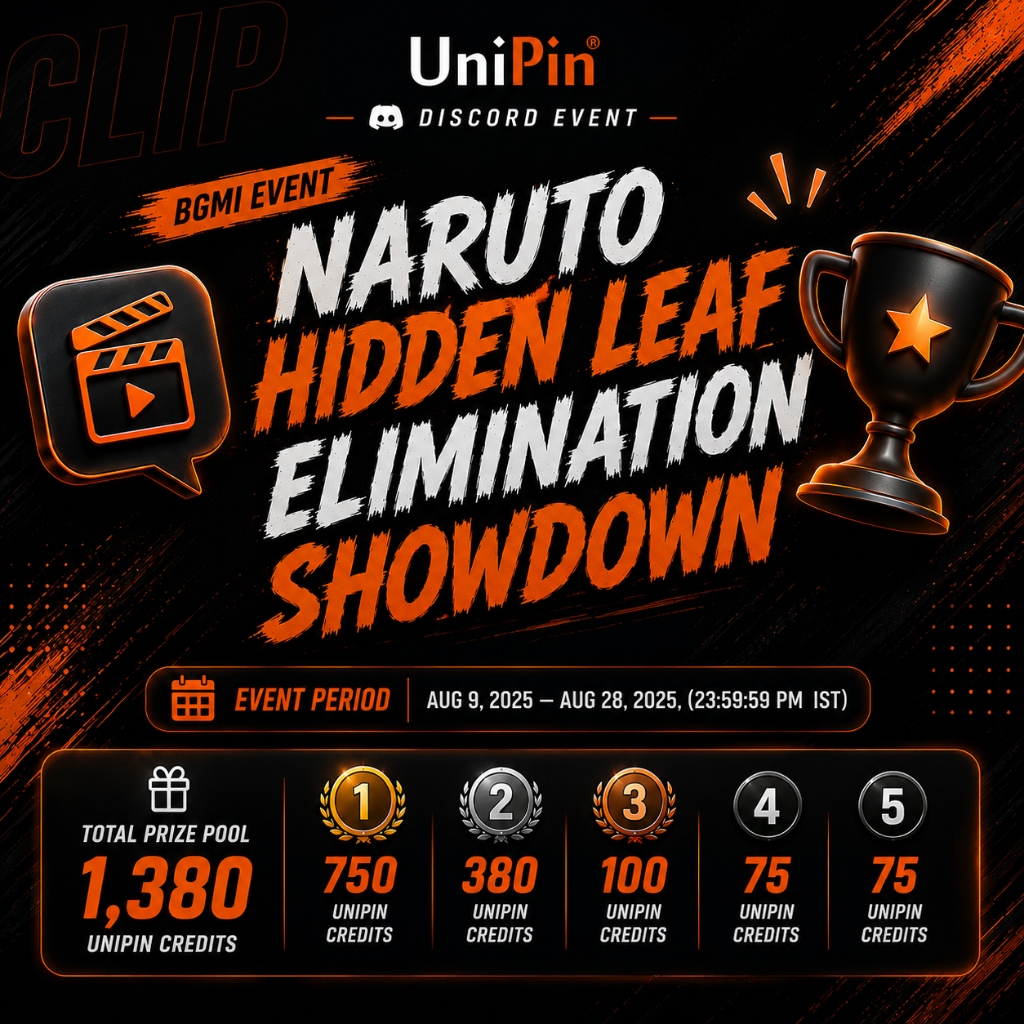 CLIP
UniPin®
DISCORD EVENT
BGMI EVENT
NARUTO
HIDDEN LEAF
ELIMINATION
SHOWDOWN
EVENT PERIOD
AUG 9, 2025 – AUG 28, 2025, (23:59:59 PM IST)
TOTAL PRIZE POOL
1,380
UNIPIN CREDITS
1
750
UNIPIN
CREDITS
2
380
UNIPIN
CREDITS
3
100
UNIPIN
CREDITS
4
75
UNIPIN
CREDITS
5
75
UNIPIN
CREDITS